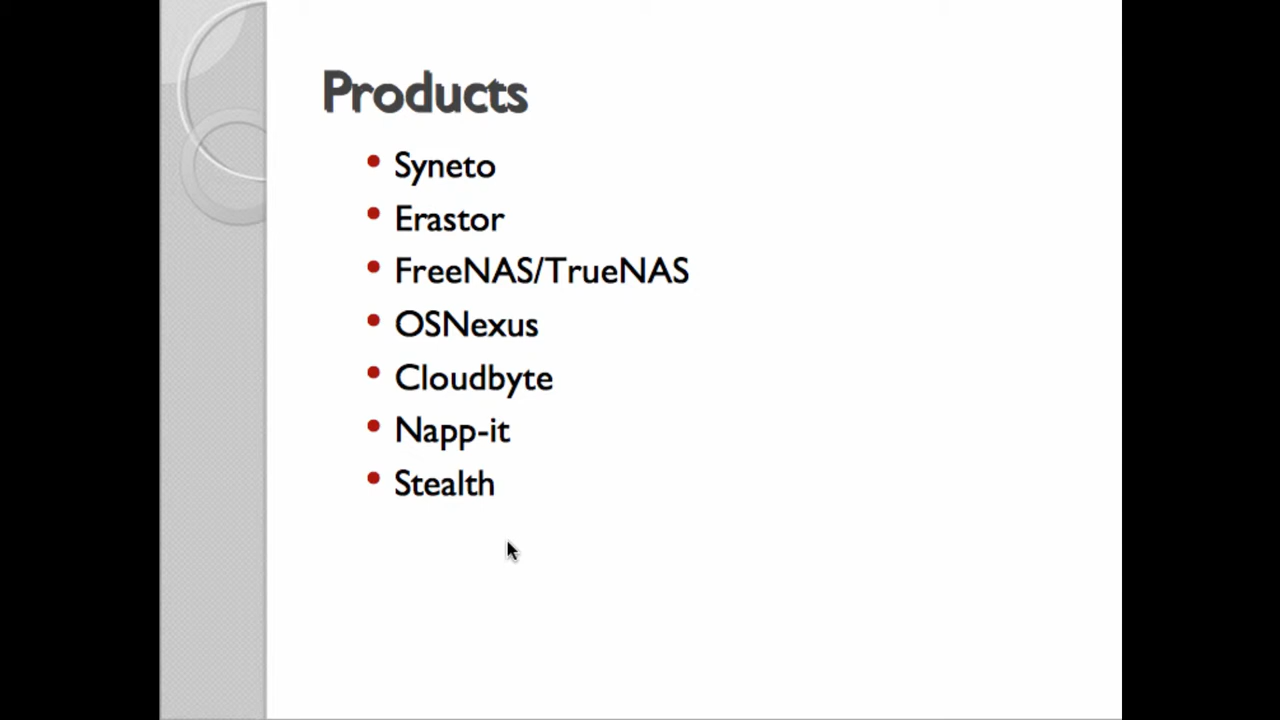 Products
Syneto
Erastor
FreeNAS/TrueNAS
OSNexus
Cloudbyte
Napp-it
Stealth